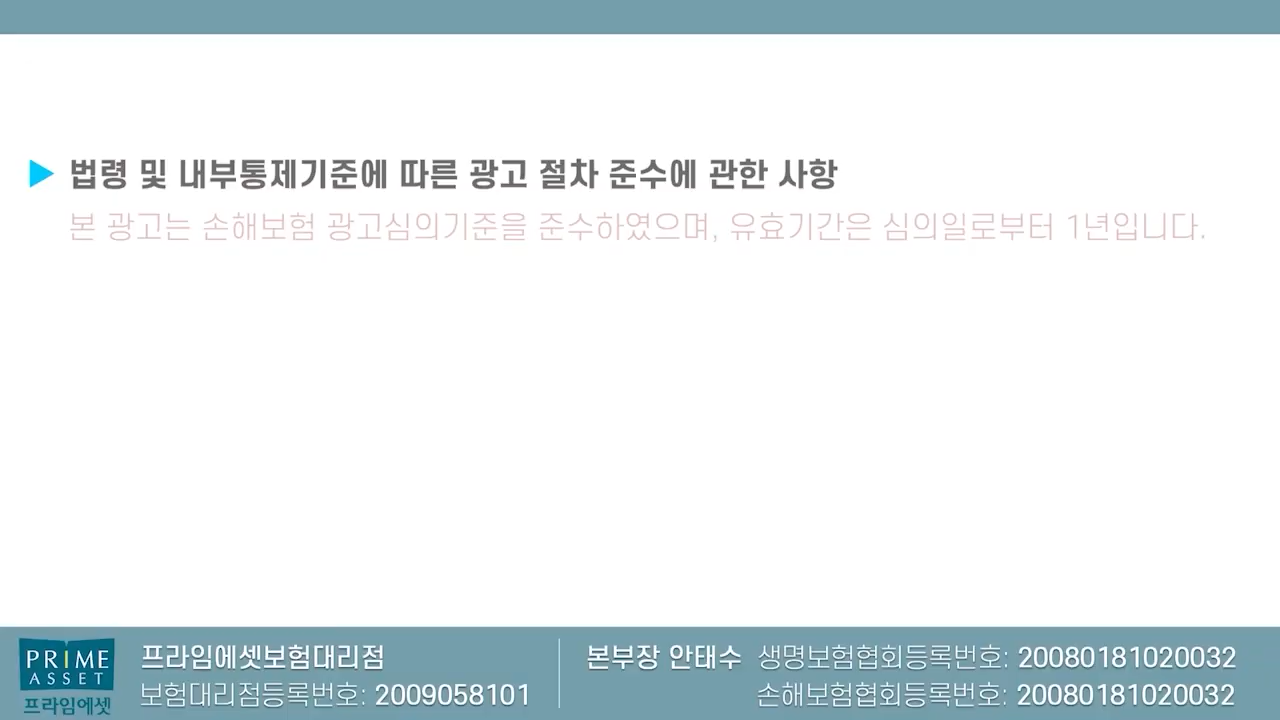 ▶ 법령 및 내부통제기준에 따른 광고 절차 준수에 관한 사항
본 광고는 손해보험 광고심의기준을 준수하였으며, 유효기간은 심의일로부터 1년입니다.
PRIME
ASSET
프라임에셋
프라임에셋보험대리점
보험대리점등록번호: 2009058101
본부장 안태수 생명보험협회등록번호: 20080181020032
손해보험협회등록번호: 20080181020032